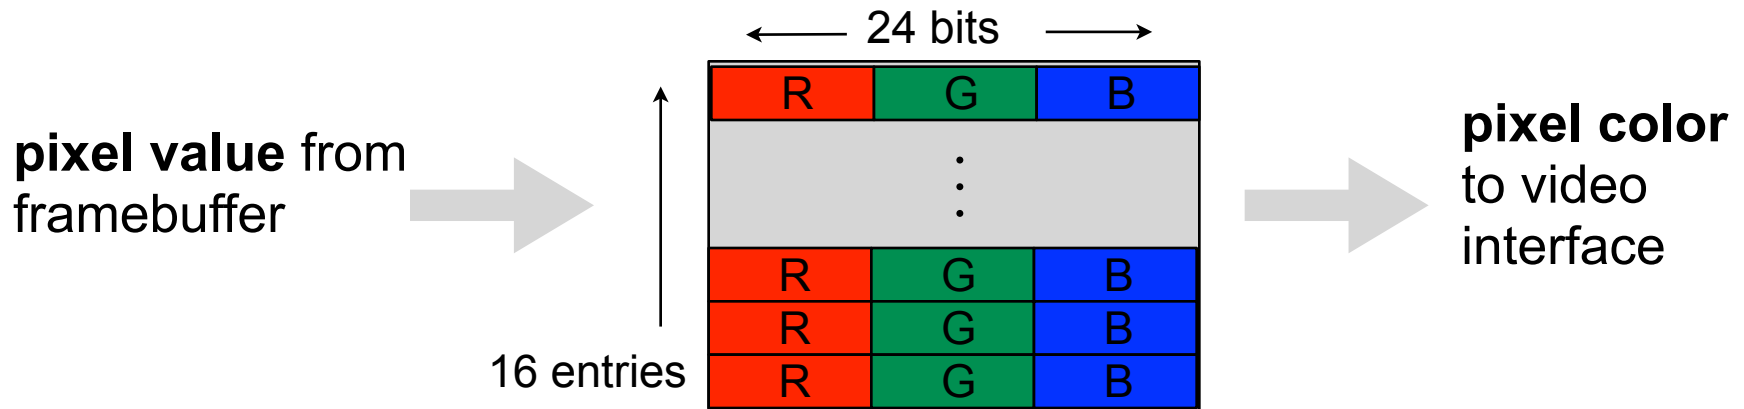 24 bits
R G B
pixel value from
framebuffer
pixel color
to video
interface
R G B
R G B
16 entries
R G B